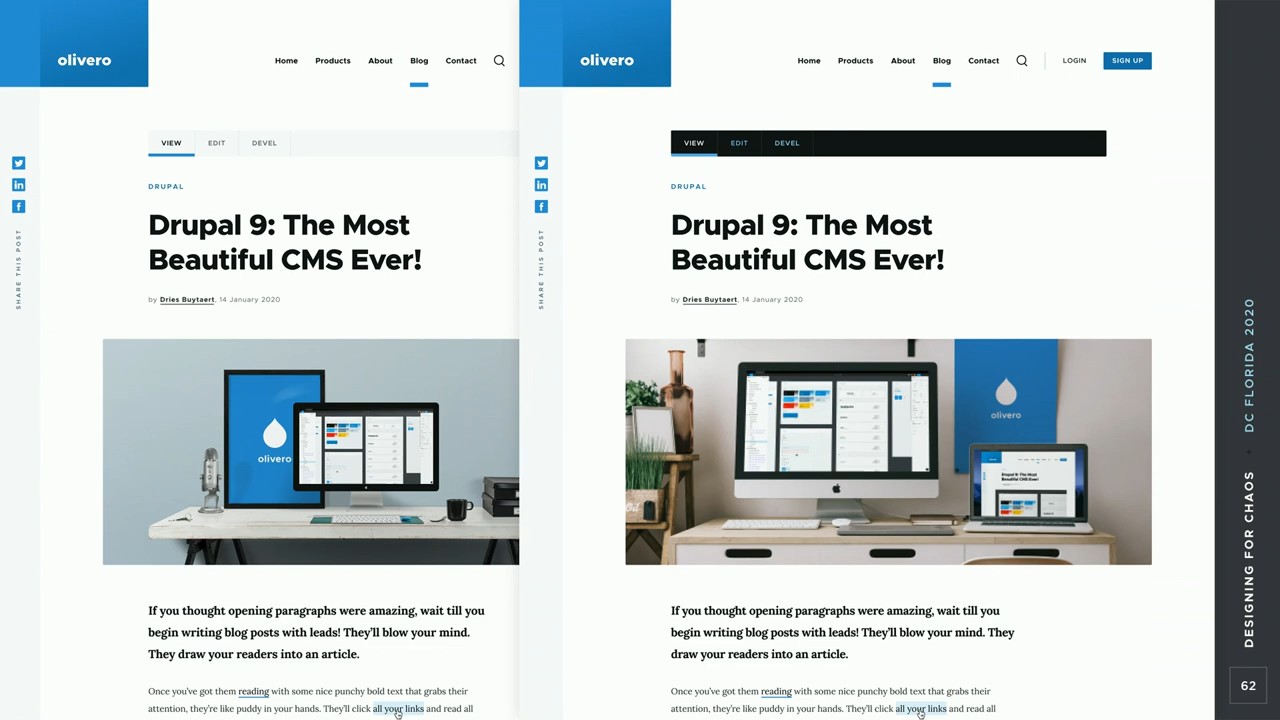 olivero
Home Products About Blog Contact
VIEW EDIT DEVEL
DRUPAL
Drupal 9: The Most
Beautiful CMS Ever!
by Dries Buytaert, 14 January 2020
SHARE THIS POST
olivero
If you thought opening paragraphs were amazing, wait till you
begin writing blog posts with leads! They’ll blow your mind.
They draw your readers into an article.
Once you’ve got them reading with some nice punchy bold text that grabs their
attention, they’re like puddy in your hands. They’ll click all your links and read all
olivero
Home Products About Blog Contact LOGIN SIGN UP
VIEW EDIT DEVEL
DRUPAL
Drupal 9: The Most
Beautiful CMS Ever!
by Dries Buytaert, 14 January 2020
SHARE THIS POST
olivero
Drupal 9: The Most
Beautiful CMS Ever!
If you thought opening paragraphs were amazing, wait till you
begin writing blog posts with leads! They’ll blow your mind. They
draw your readers into an article.
Once you’ve got them reading with some nice punchy bold text that grabs their
attention, they’re like puddy in your hands. They’ll click all your links and read all
DESIGNING FOR CHAOS + DC FLORIDA 2020
62